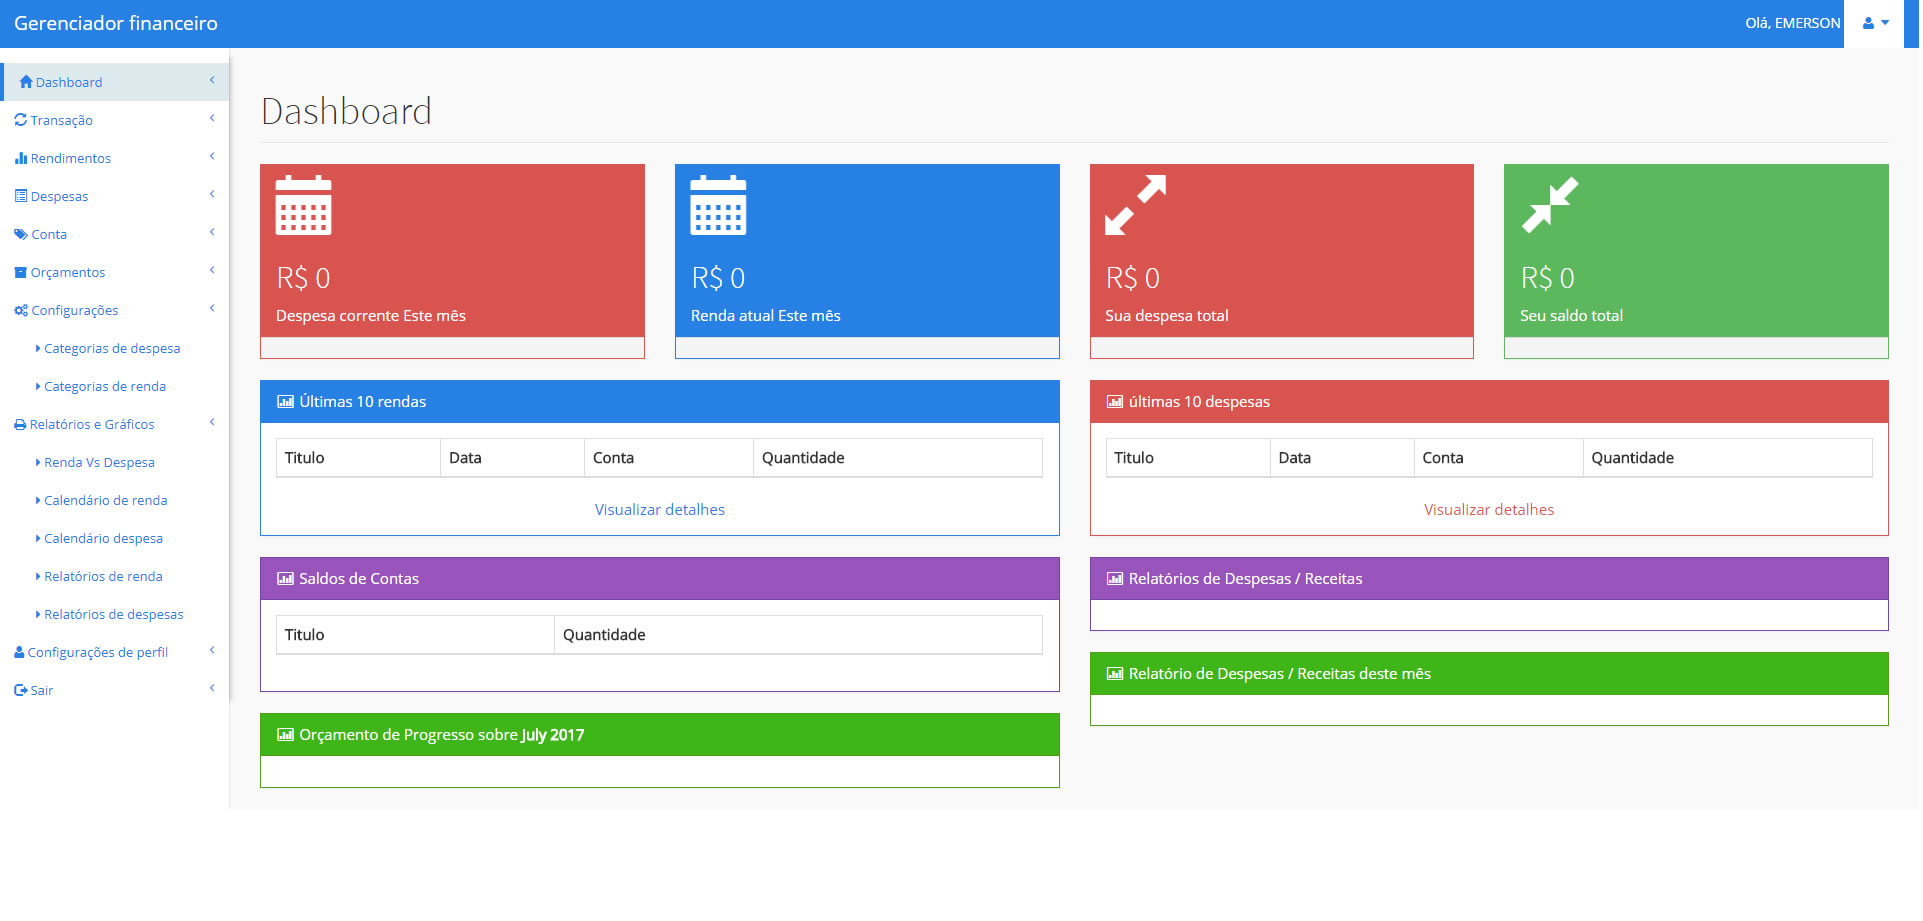 Gerenciador financeiro
Olá, EMERSON
Dashboard
Transação
Rendimentos
Despesas
Conta
Orçamentos
Configurações
Categorias de despesa
Categorias de renda
Relatórios e Gráficos
Renda Vs Despesa
Calendário de renda
Calendário despesa
Relatórios de renda
Relatórios de despesas
Configurações de perfil
Sair
Dashboard
R$ 0
Despesa corrente Este mês
R$ 0
Renda atual Este mês
R$ 0
Sua despesa total
R$ 0
Seu saldo total
Últimas 10 rendas
Titulo Data Conta Quantidade
Visualizar detalhes
últimas 10 despesas
Titulo Data Conta Quantidade
Visualizar detalhes
Saldos de Contas
Titulo Quantidade
Relatórios de Despesas / Receitas
Relatório de Despesas / Receitas deste mês
Orçamento de Progresso sobre July 2017